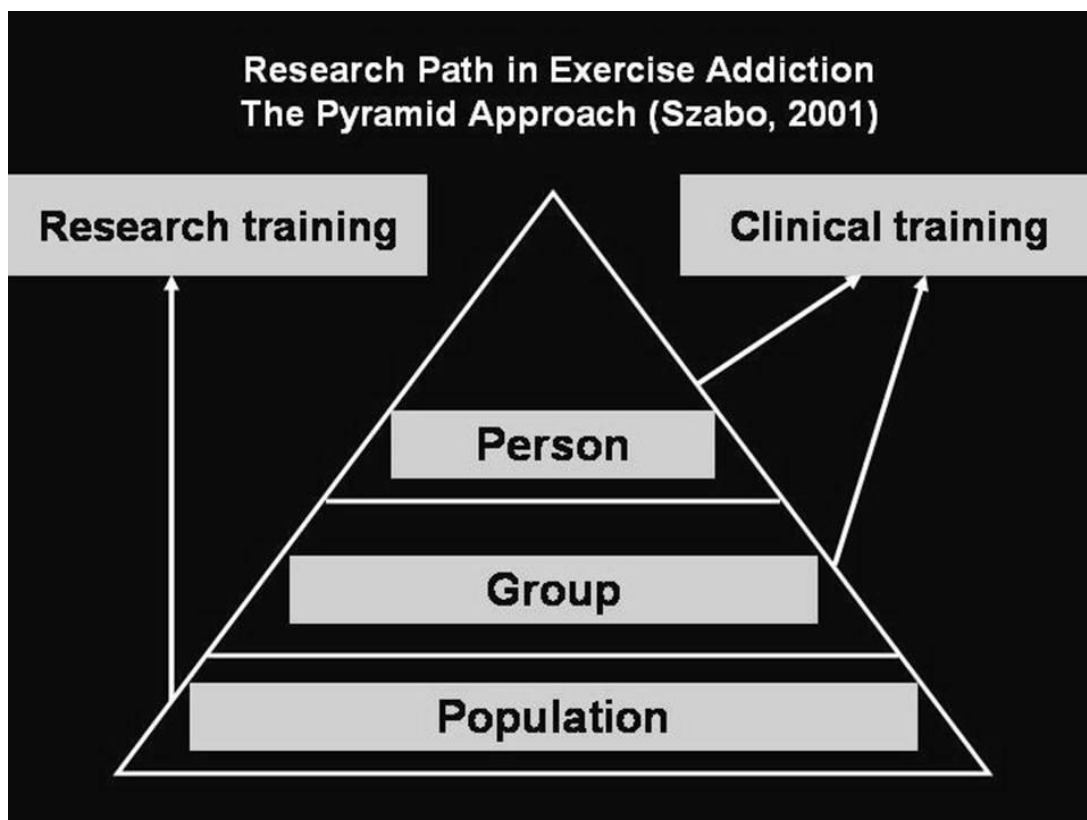 Research Path in Exercise Addiction
The Pyramid Approach (Szabo, 2001)
Research training
Clinical training
Person
Group
Population